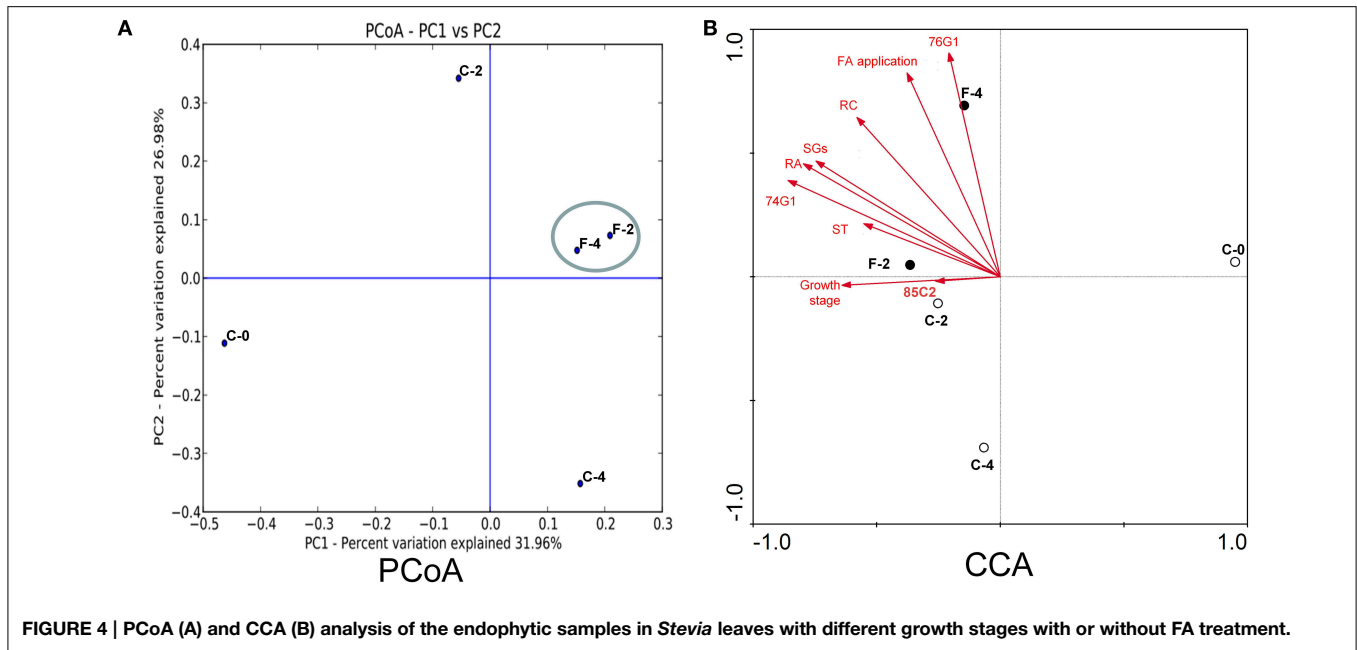 A
PCoA - PC1 vs PC2
PC2 - Percent variation explained 26.98%
0.4
0.3
0.2
0.1
0.0
−0.1
−0.2
−0.3
−0.4
C-2
F-2
F-4
C-0
C-4
−0.5 −0.4 −0.3 −0.2 −0.1 0.0 0.1 0.2 0.3
PC1 - Percent variation explained 31.96%
PCoA
B
1.0
-1.0
76G1
FA application
F-4
RC
SGs
RA
74G1
ST
C-0
F-2
Growth
stage
85C2
C-2
C-4
-1.0 1.0
CCA
FIGURE 4 | PCoA (A) and CCA (B) analysis of the endophytic samples in Stevia leaves with different growth stages with or without FA treatment.